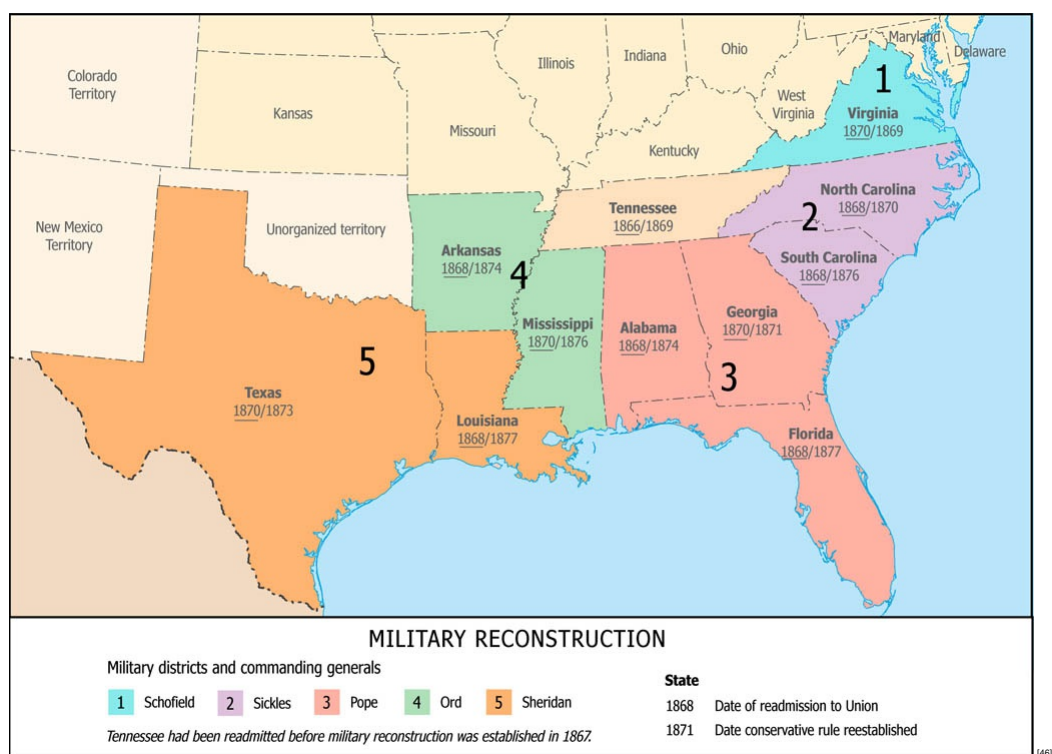 Maryland
Delaware
Ohio
Indiana
Illinois
Colorado
Territory
1
West
Virginia
Kansas
Virginia
1870/1869
Missouri
Kentucky
North Carolina
1868/1870
Tennessee
1866/1869
2
New Mexico
Territory
Unorganized territory
Arkansas
1868/1874
South Carolina
1868/1876
4
Mississippi
1870/1876
Alabama
1868/1874
Georgia
1870/1871
5
3
Texas
1870/1873
Louisiana
1868/1877
Florida
1868/1877
MILITARY RECONSTRUCTION
Military districts and commanding generals
1 Schofield 2 Sickles 3 Pope 4 Ord 5 Sheridan
Tennessee had been readmitted before military reconstruction was established in 1867.
State
1868 Date of readmission to Union
1871 Date conservative rule reestablished
[46]